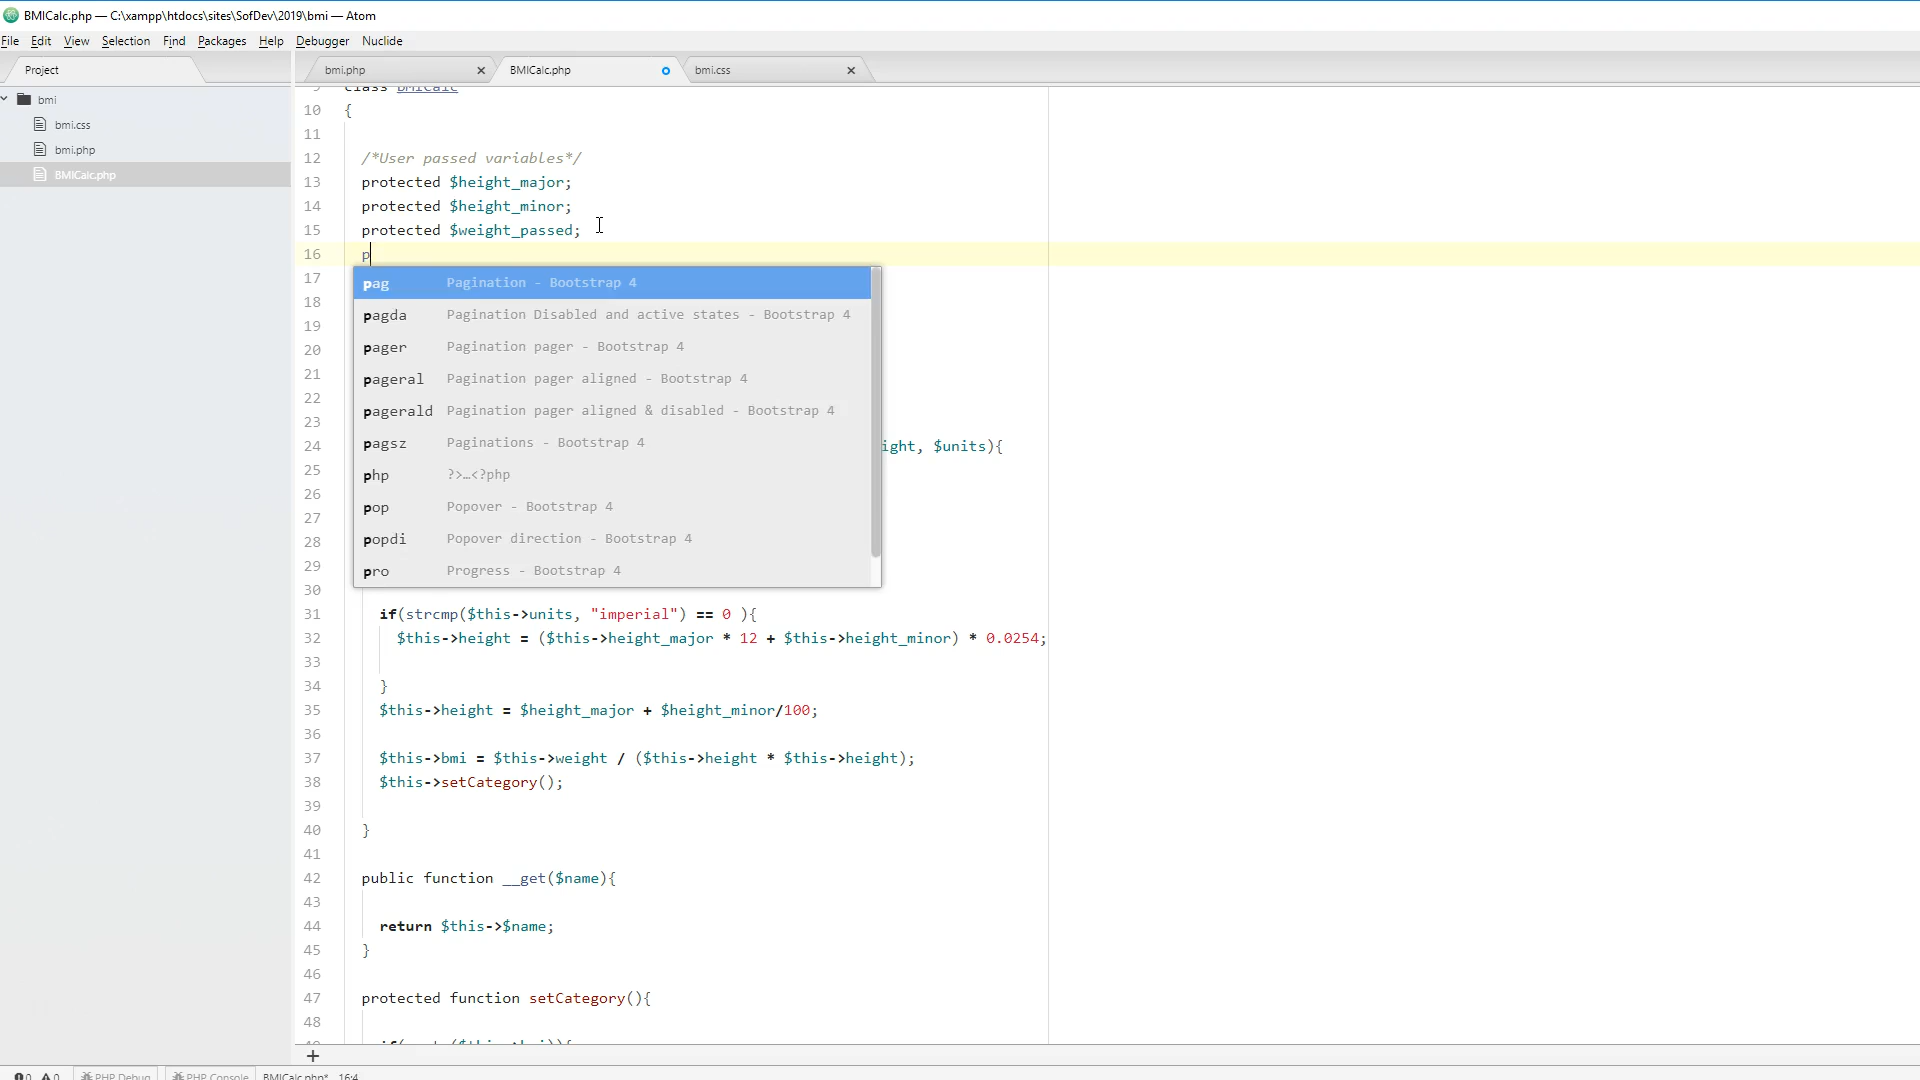 BMICalc.php — C:\xampp\htdocs\sites\SofDev\2019\bmi — Atom
File Edit View Selection Find Packages Help Debugger Nuclide
Project bmi.php BMICalc.php bmi.css
bmi
bmi.css
bmi.php
BMICalc.php
9 class BMICalc
10 {
11
12 /*User passed variables*/
13 protected $height_major;
14 protected $height_minor;
15 protected $weight_passed;
16 p
17 pag Pagination - Bootstrap 4
18
19 pagda Pagination Disabled and active states - Bootstrap 4
20 pager Pagination pager - Bootstrap 4
21 pageral Pagination pager aligned - Bootstrap 4
22 pagerald Pagination pager aligned & disabled - Bootstrap 4
23
24 pagsz Paginations - Bootstrap 4 ight, $units){
25 php ?>…<?php
26
27 pop Popover - Bootstrap 4
28 popdi Popover direction - Bootstrap 4
29 pro Progress - Bootstrap 4
30
31 if(strcmp($this->units, "imperial") == 0 ){
32 $this->height = ($this->height_major * 12 + $this->height_minor) * 0.0254;
33
34 }
35 $this->height = $height_major + $height_minor/100;
36
37 $this->bmi = $this->weight / ($this->height * $this->height);
38 $this->setCategory();
39
40 }
41
42 public function __get($name){
43
44 return $this->$name;
45 }
46
47 protected function setCategory(){
48
+
0 0 PHP Debug PHP Console BMICalc.php* 16:4